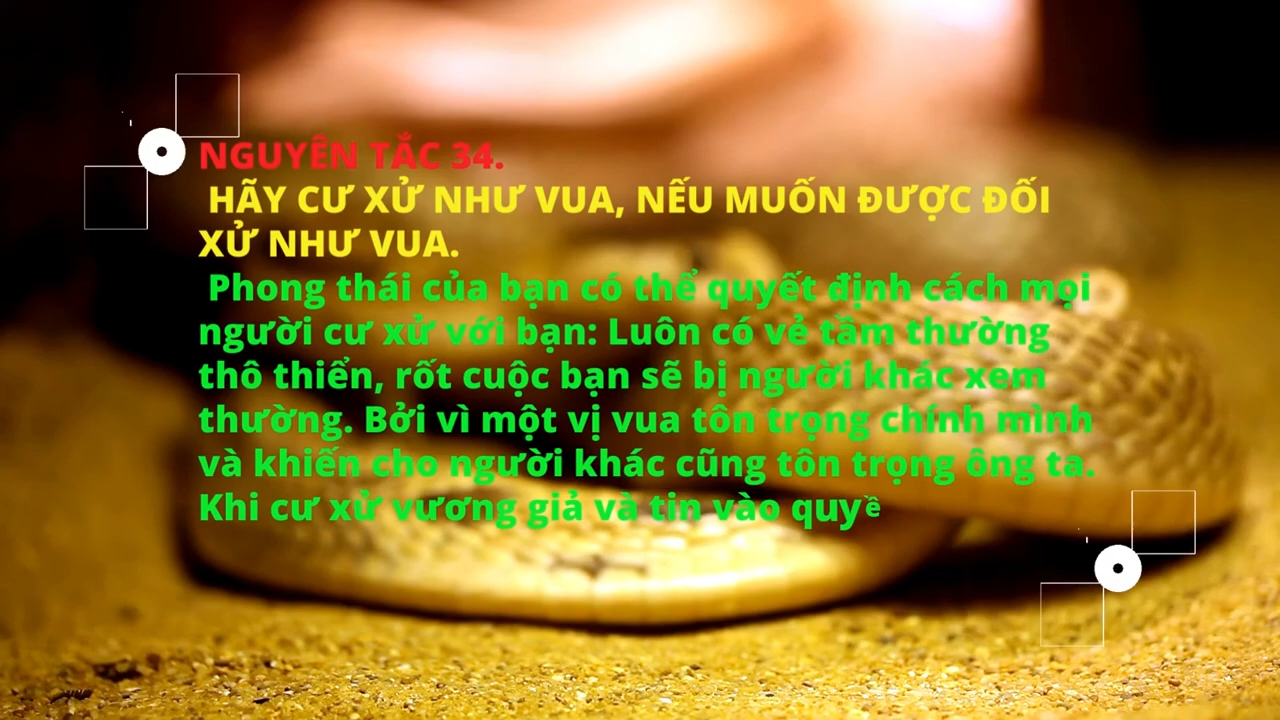 NGUYÊN TẮC 34.
HÃY CƯ XỬ NHƯ VUA, NẾU MUỐN ĐƯỢC ĐỐI
XỬ NHƯ VUA.
Phong thái của bạn có thể quyết định cách mọi
người cư xử với bạn: Luôn có vẻ tầm thường
thô thiển, rốt cuộc bạn sẽ bị người khác xem
thường. Bởi vì một vị vua tôn trọng chính mình
và khiến cho người khác cũng tôn trọng ông ta.
Khi cư xử vương giả và tin vào quyề